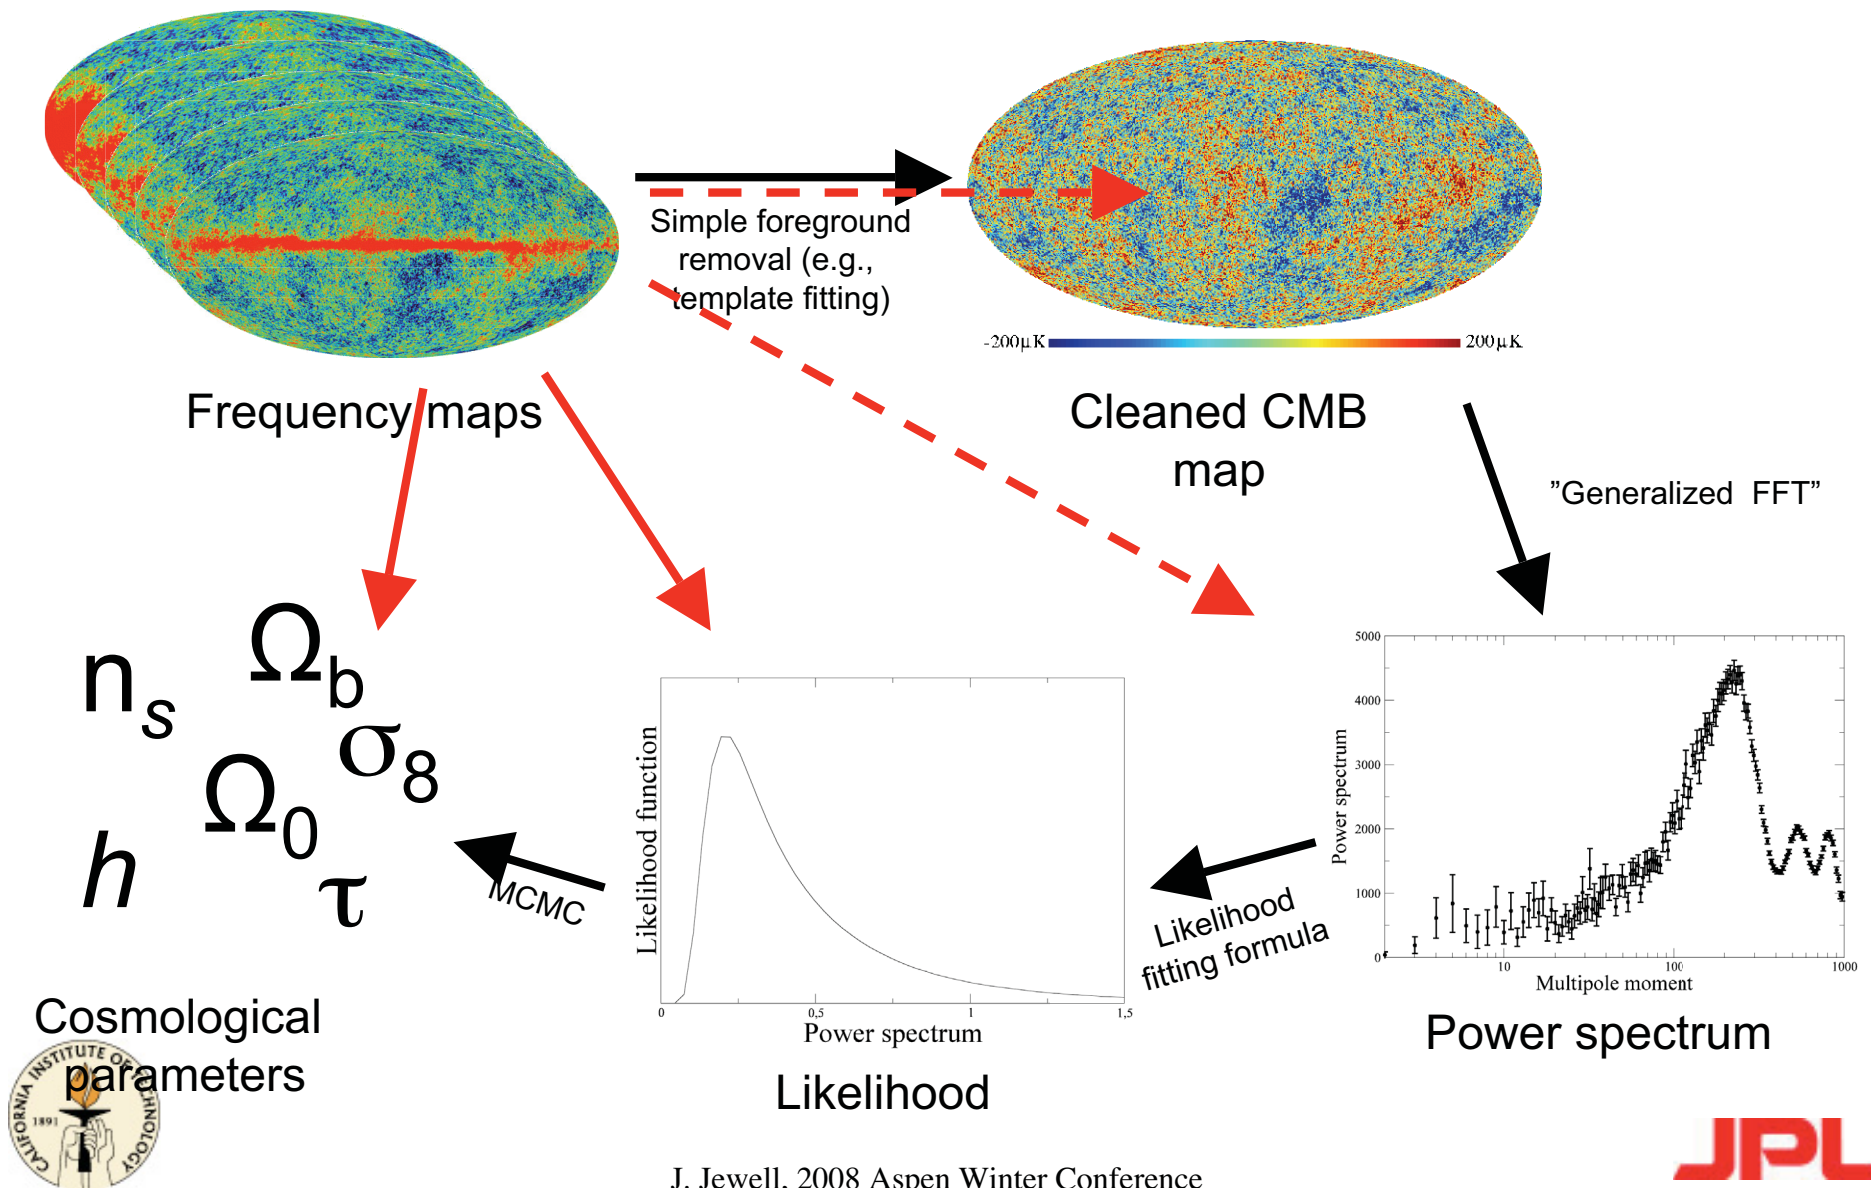 Simple foreground
removal (e.g.,
template fitting)
-200µK
200µK
Frequency maps
Cleaned CMB
map
”Generalized FFT”
n_s
Ω_b
σ_8
Ω_0
h
τ
MCMC
Cosmological
parameters
Likelihood function
0
0,5
1
1,5
Power spectrum
Likelihood
Likelihood
fitting formula
Power spectrum
5000
4000
3000
2000
1000
0
10
100
1000
Multipole moment
Power spectrum
CALIFORNIA INSTITUTE OF TECHNOLOGY
1891
J. Jewell, 2008 Aspen Winter Conference
JPL